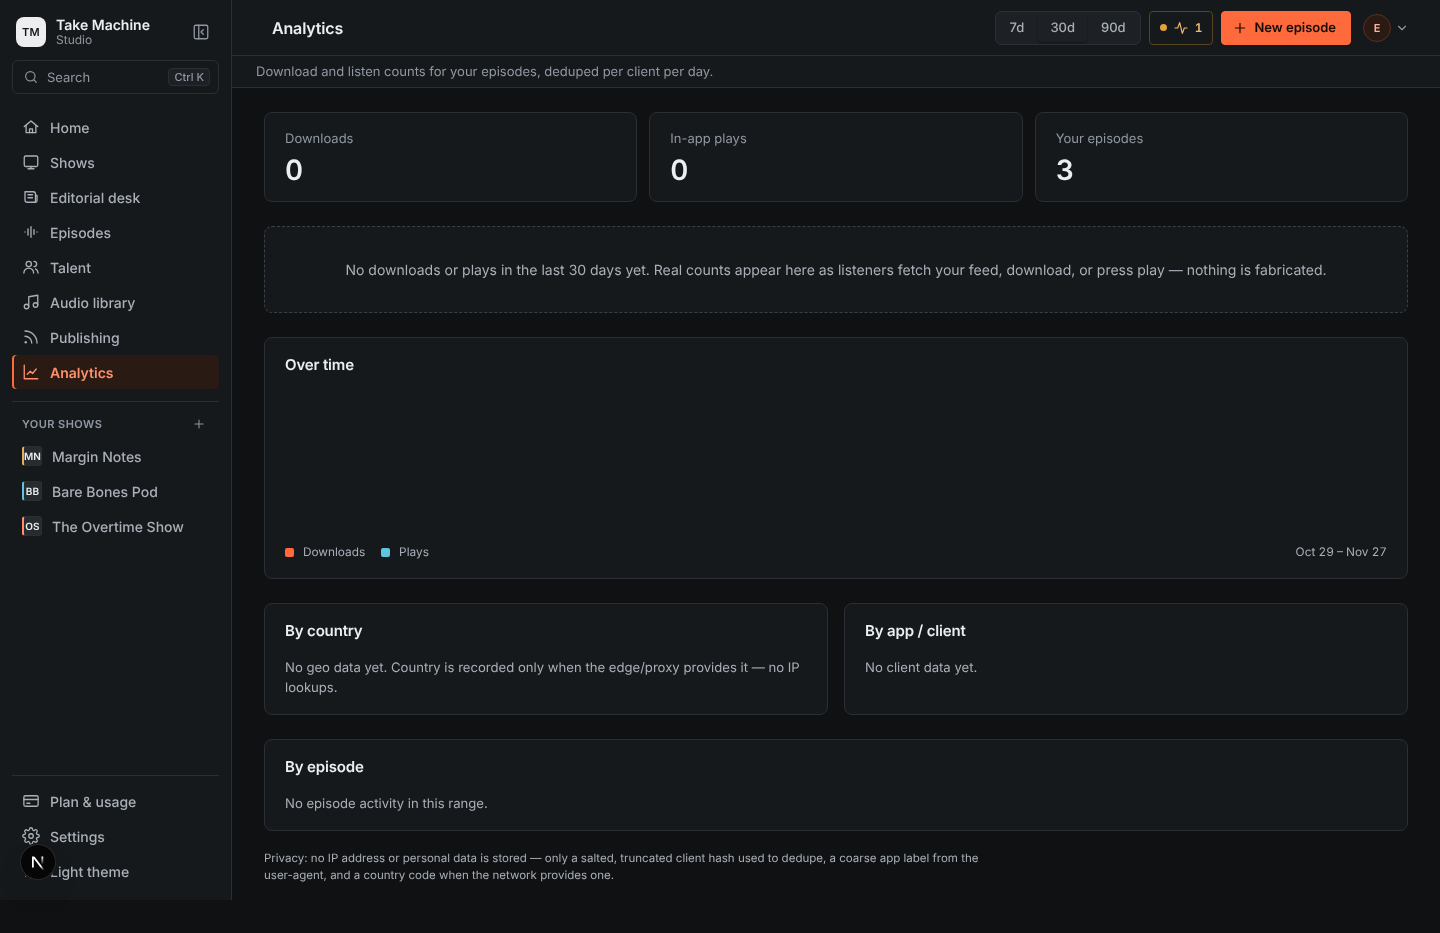 TM
Take Machine
Studio
Search
Ctrl K
Home
Shows
Editorial desk
Episodes
Talent
Audio library
Publishing
Analytics
YOUR SHOWS
MN
Margin Notes
BB
Bare Bones Pod
OS
The Overtime Show
Plan & usage
Settings
N
Light theme
Analytics
7d
30d
90d
1
New episode
E
Download and listen counts for your episodes, deduped per client per day.
Downloads
0
In-app plays
0
Your episodes
3
No downloads or plays in the last 30 days yet. Real counts appear here as listeners fetch your feed, download, or press play — nothing is fabricated.
Over time
Downloads
Plays
Oct 29 – Nov 27
By country
No geo data yet. Country is recorded only when the edge/proxy provides it — no IP
lookups.
By app / client
No client data yet.
By episode
No episode activity in this range.
Privacy: no IP address or personal data is stored — only a salted, truncated client hash used to dedupe, a coarse app label from the
user-agent, and a country code when the network provides one.